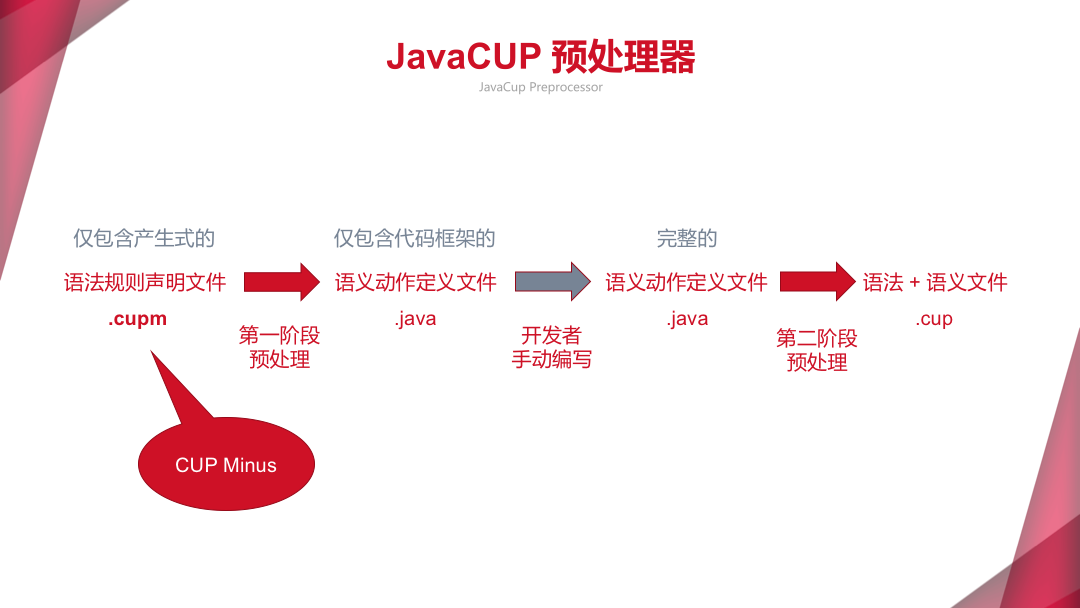 JavaCUP 预处理器
JavaCup Preprocessor
仅包含产生式的
语法规则声明文件
.cupm
第一阶段
预处理
仅包含代码框架的
语义动作定义文件
.java
开发者
手动编写
完整的
语义动作定义文件
.java
第二阶段
预处理
语法 + 语义文件
.cup
CUP Minus